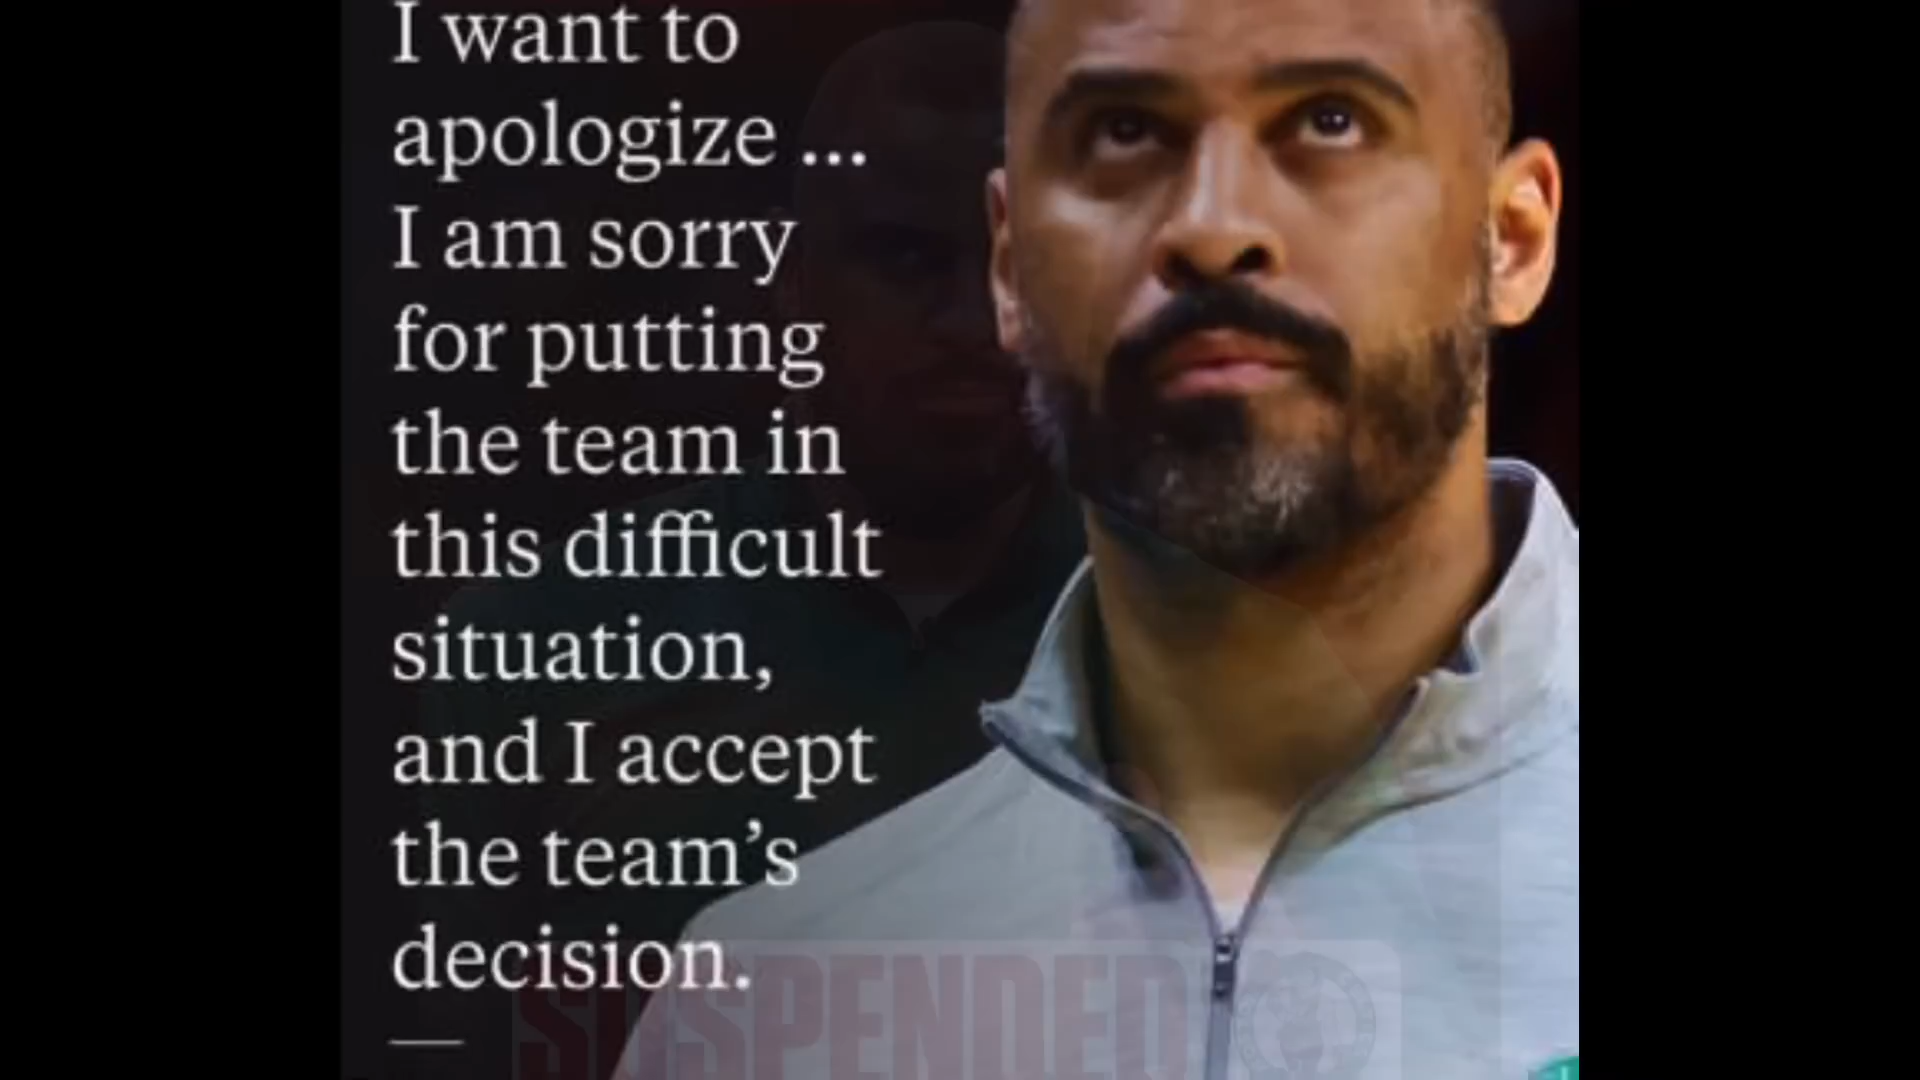 I want to
apologize ...
I am sorry
for putting
the team in
this difficult
situation,
and I accept
the team’s
decision.
SUSPENDED